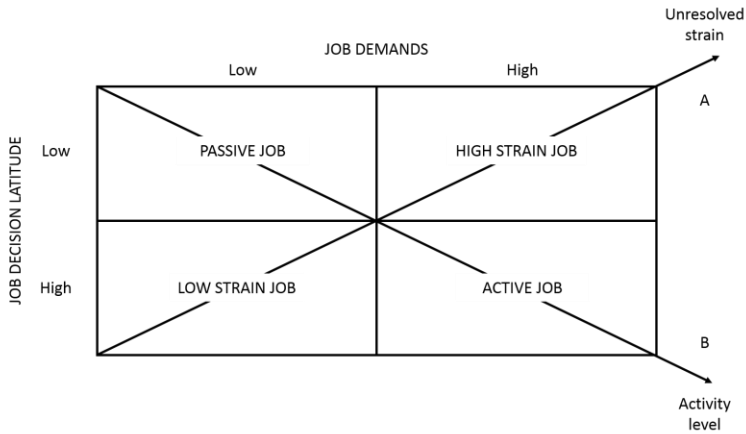 Unresolved
strain
JOB DEMANDS
Low
High
A
JOB DECISION LATITUDE
Low
PASSIVE JOB
HIGH STRAIN JOB
High
LOW STRAIN JOB
ACTIVE JOB
B
Activity
level